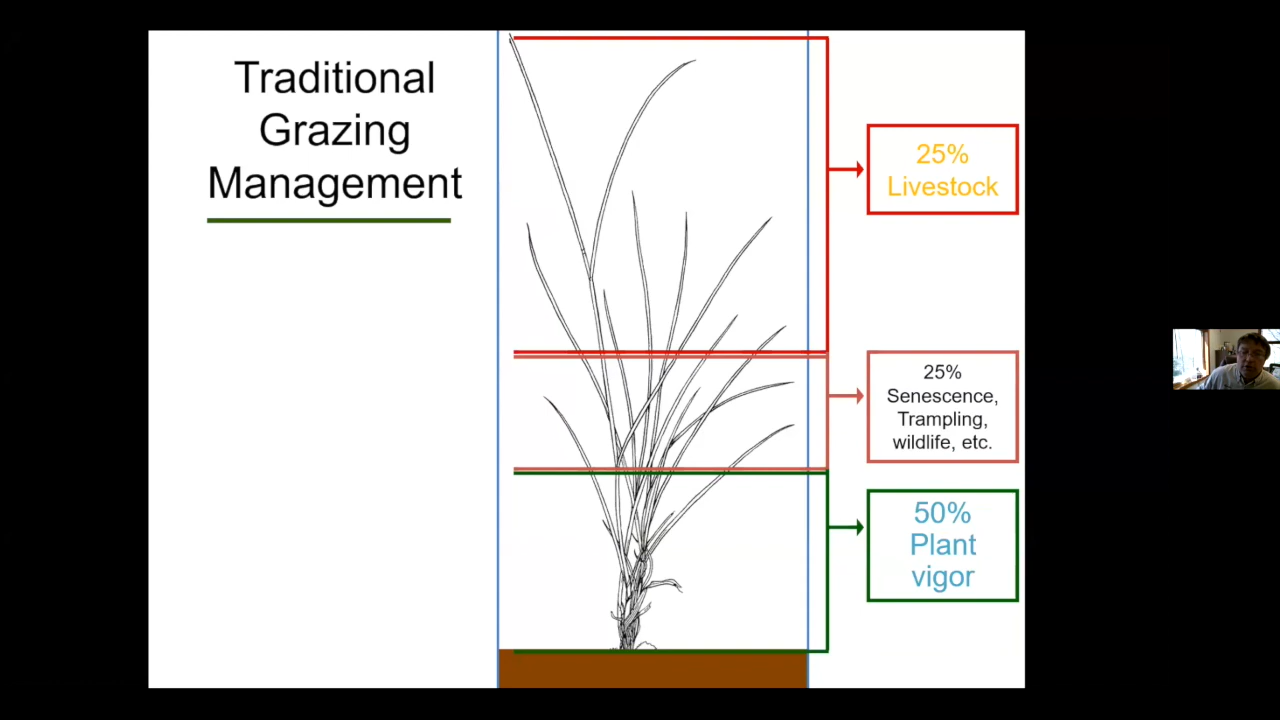 Traditional
Grazing
Management
25%
Livestock
25%
Senescence,
Trampling,
wildlife, etc.
50%
Plant
vigor